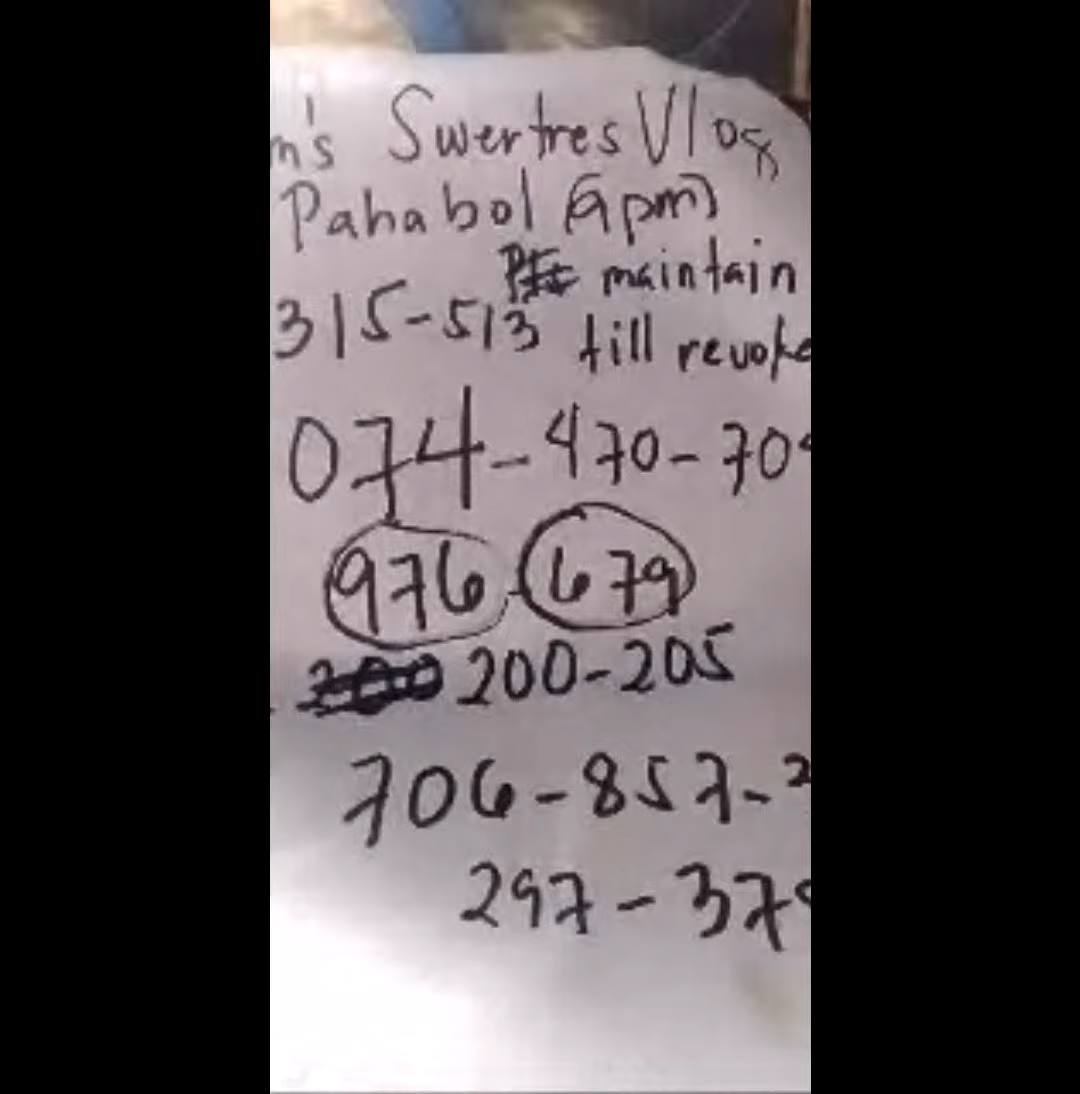 m's Swertres Vlog
Pahabol (9pm)
maintain
315-513 till revoke
074-470-70
976-679
200-205
706-857-2
297-37